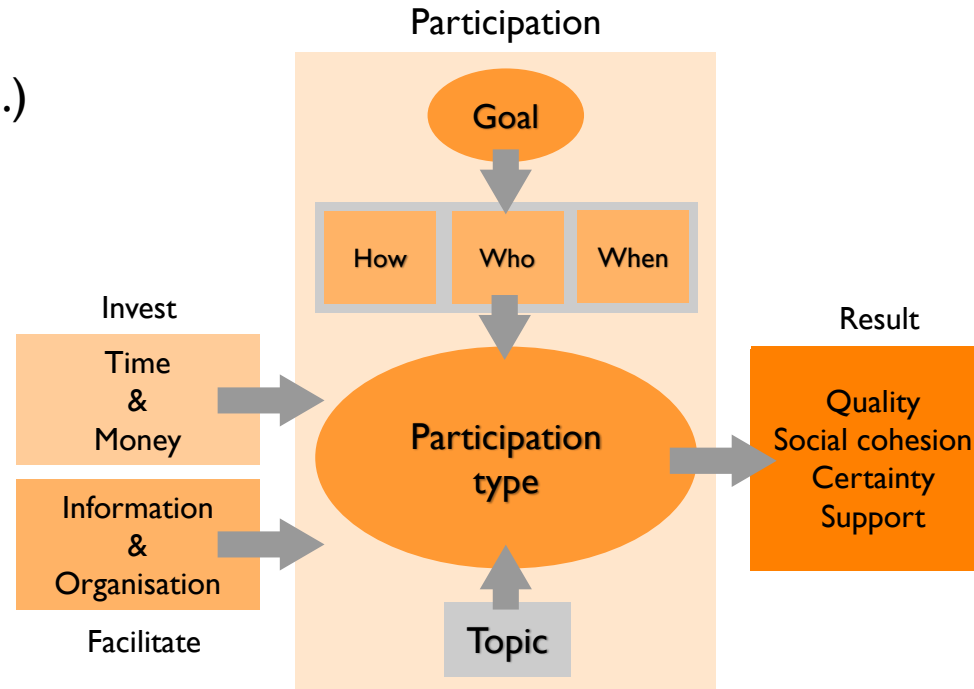 Participation
.)
Goal
How
Who
When
Invest
Time
&
Money
Result
Quality
Social cohesion
Certainty
Support
Participation
type
Information
&
Organisation
Facilitate
Topic